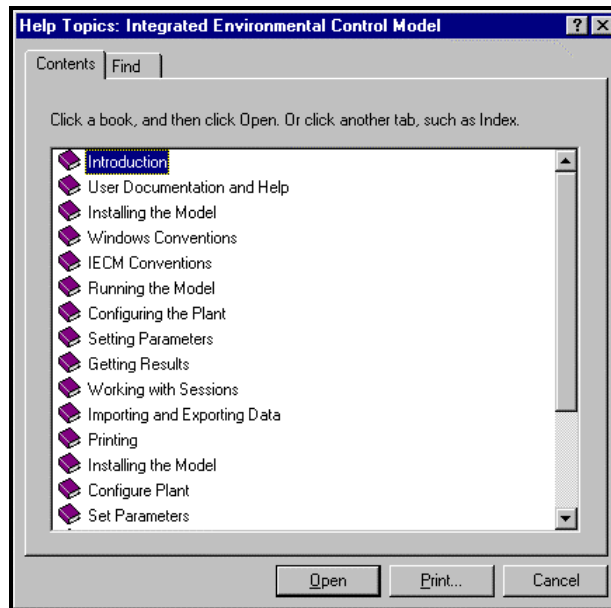 Help Topics: Integrated Environmental Control Model
Contents Find
Click a book, and then click Open. Or click another tab, such as Index.
Introduction
User Documentation and Help
Installing the Model
Windows Conventions
IECM Conventions
Running the Model
Configuring the Plant
Setting Parameters
Getting Results
Working with Sessions
Importing and Exporting Data
Printing
Installing the Model
Configure Plant
Set Parameters
Open Print... Cancel